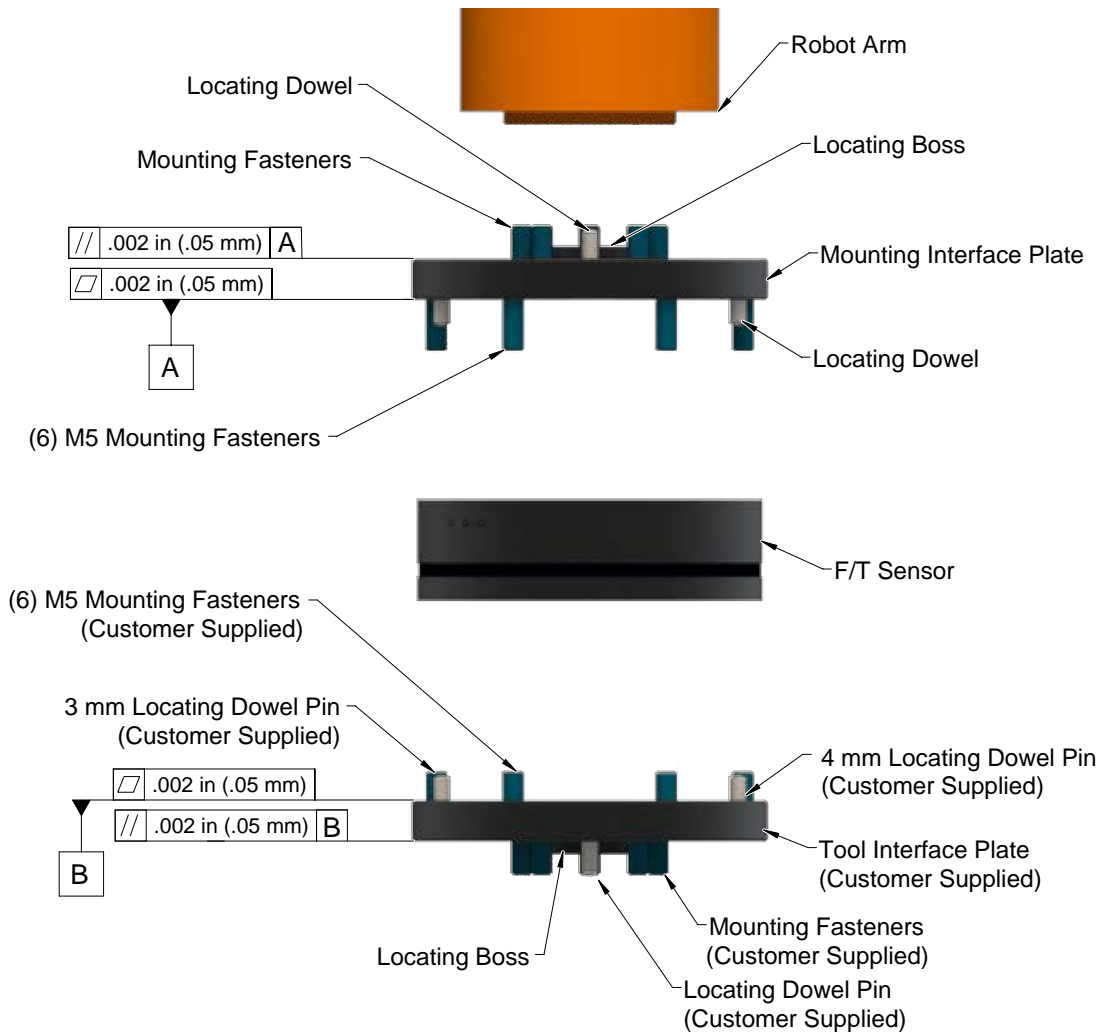 Robot Arm
Locating Dowel
Mounting Fasteners
Locating Boss
// .002 in (.05 mm) A
Mounting Interface Plate
.002 in (.05 mm)
A
Locating Dowel
(6) M5 Mounting Fasteners
F/T Sensor
(6) M5 Mounting Fasteners
(Customer Supplied)
3 mm Locating Dowel Pin
(Customer Supplied)
4 mm Locating Dowel Pin
(Customer Supplied)
.002 in (.05 mm)
// .002 in (.05 mm) B
B
Tool Interface Plate
(Customer Supplied)
Mounting Fasteners
(Customer Supplied)
Locating Boss
Locating Dowel Pin
(Customer Supplied)